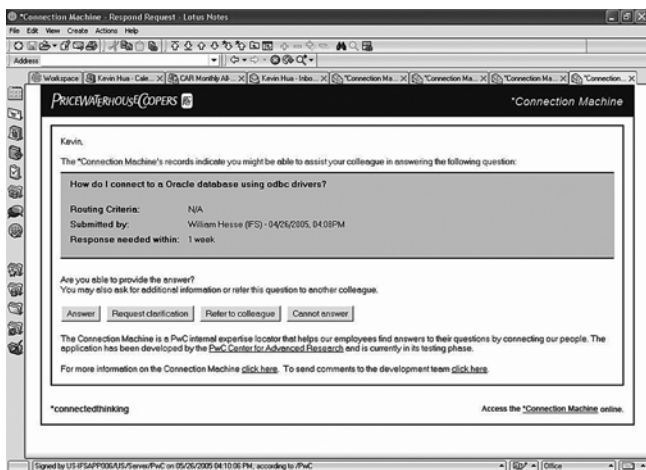 *Connection Machine - Respond Request - Lotus Notes
File Edit View Create Actions Help
Address
Workspace Kevin Hua - Cale... CAR Monthly All-... Kevin Hua - Inbo... *Connection Ma... *Connection Ma... *Connection Ma... *Connection...
PRICEWATERHOUSECOOPERS *Connection Machine
Kevin,
The *Connection Machine's records indicate you might be able to assist your colleague in answering the following question:
How do I connect to a Oracle database using odbc drivers?
Routing Criteria: N/A
Submitted by: William Hesse (IFS) - 04/26/2005, 04:08PM
Response needed within: 1 week
Are you able to provide the answer?
You may also ask for additional information or refer this question to another colleague.
Answer Request clarification Refer to colleague Cannot answer
The Connection Machine is a PwC internal expertise locator that helps our employees find answers to their questions by connecting our people. The
application has been developed by the PwC Center for Advanced Research and is currently in its testing phase.
For more information on the Connection Machine click here. To send comments to the development team click here.
*connectedthinking Access the *Connection Machine online.
Signed by US-IFSAPP006/US/Server/PwC on 05/26/2005 04:10:06 PM, according to /PwC Office